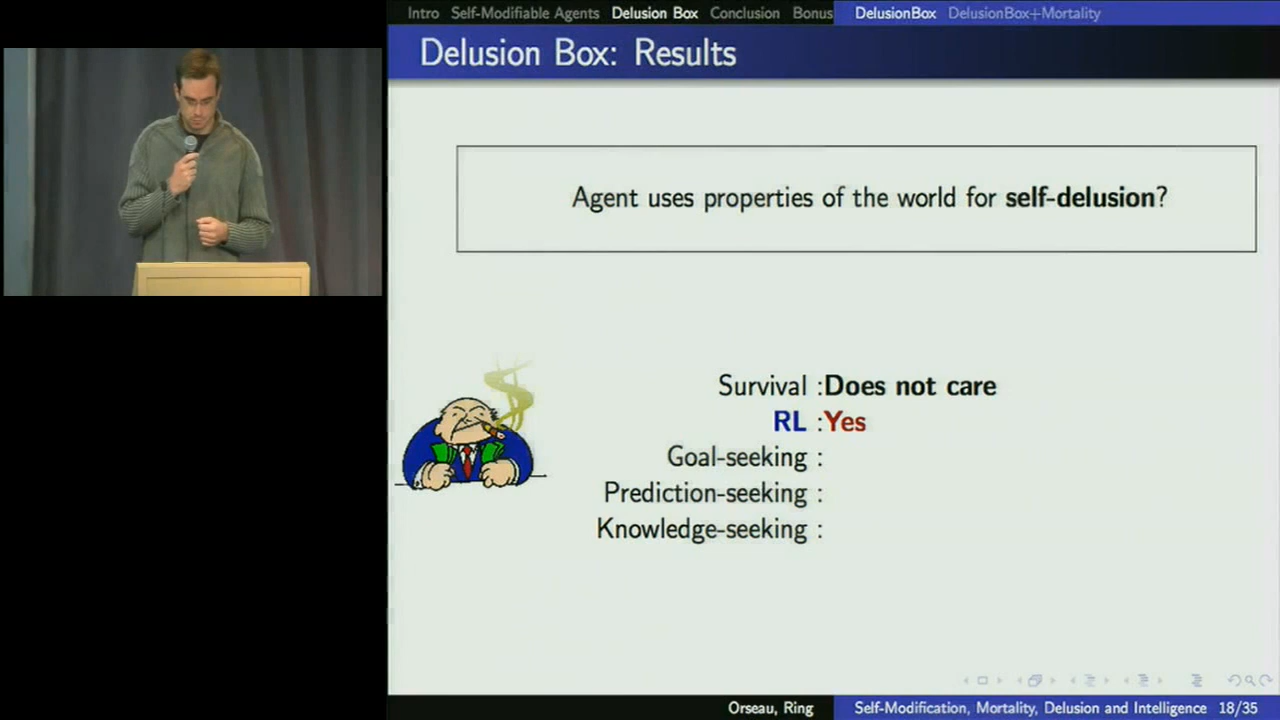 Intro Self-Modifiable Agents Delusion Box Conclusion Bonus DelusionBox DelusionBox+Mortality
Delusion Box: Results
Agent uses properties of the world for self-delusion?
Survival :Does not care
RL :Yes
Goal-seeking :
Prediction-seeking :
Knowledge-seeking :
Orseau, Ring Self-Modification, Mortality, Delusion and Intelligence 18/35